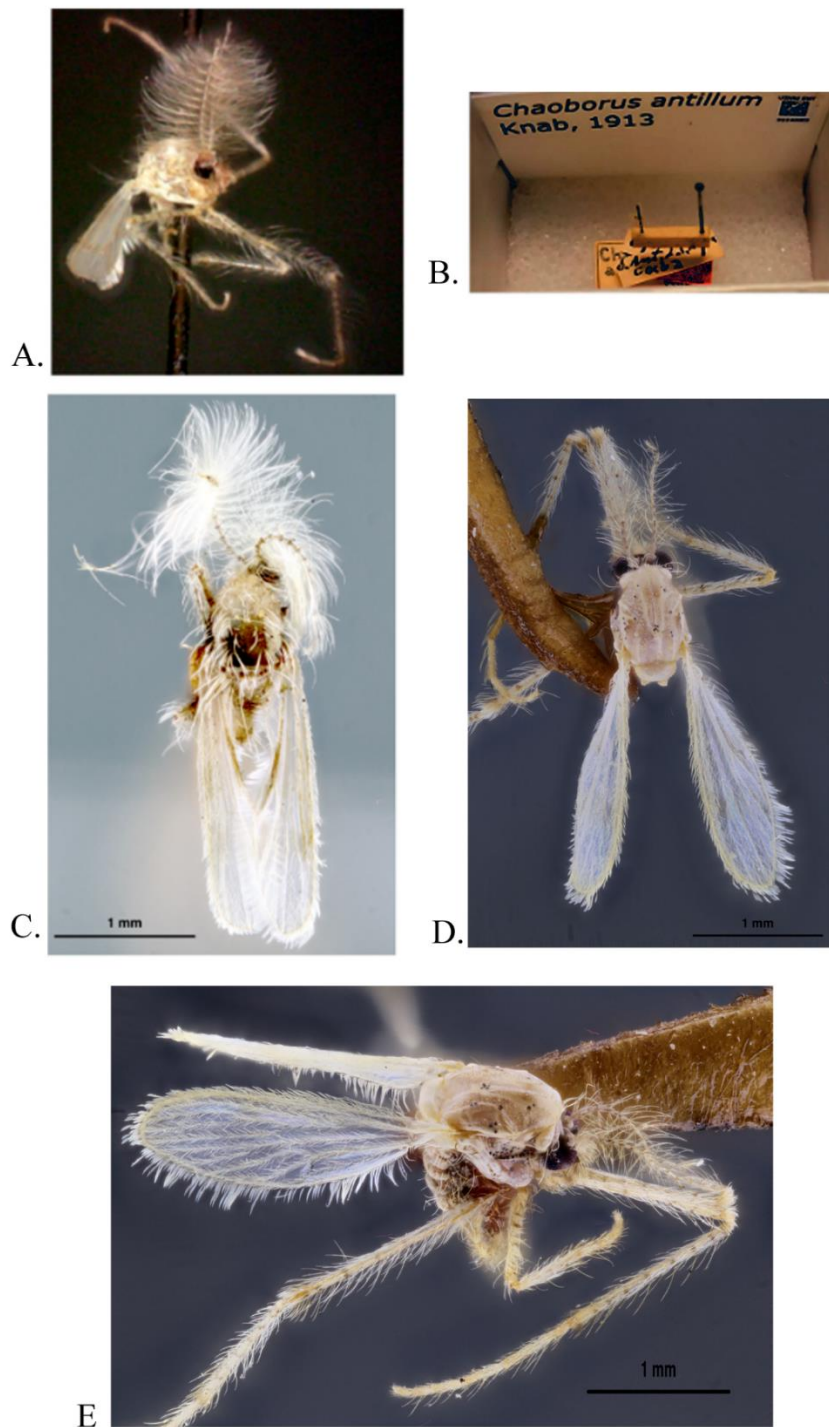 A.
Chaoborus antillum
Knab, 1913
B.
1 mm
C.
1 mm
D.
1 mm
E